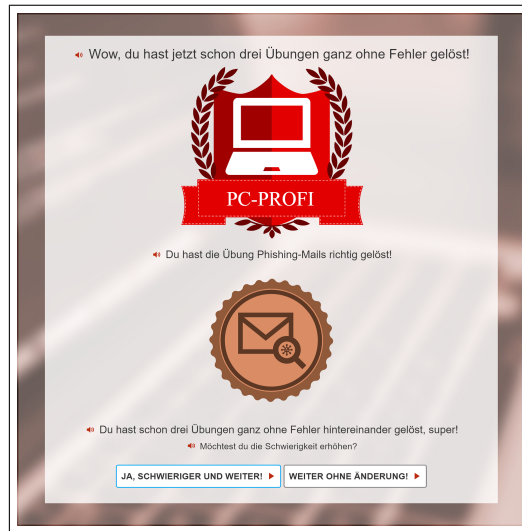 Wow, du hast jetzt schon drei Übungen ganz ohne Fehler gelöst!
PC-PROFI
Du hast die Übung Phishing-Mails richtig gelöst!
Du hast schon drei Übungen ganz ohne Fehler hintereinander gelöst, super!
Möchtest du die Schwierigkeit erhöhen?
JA, SCHWIERIGER UND WEITER! WEITER OHNE ÄNDERUNG!